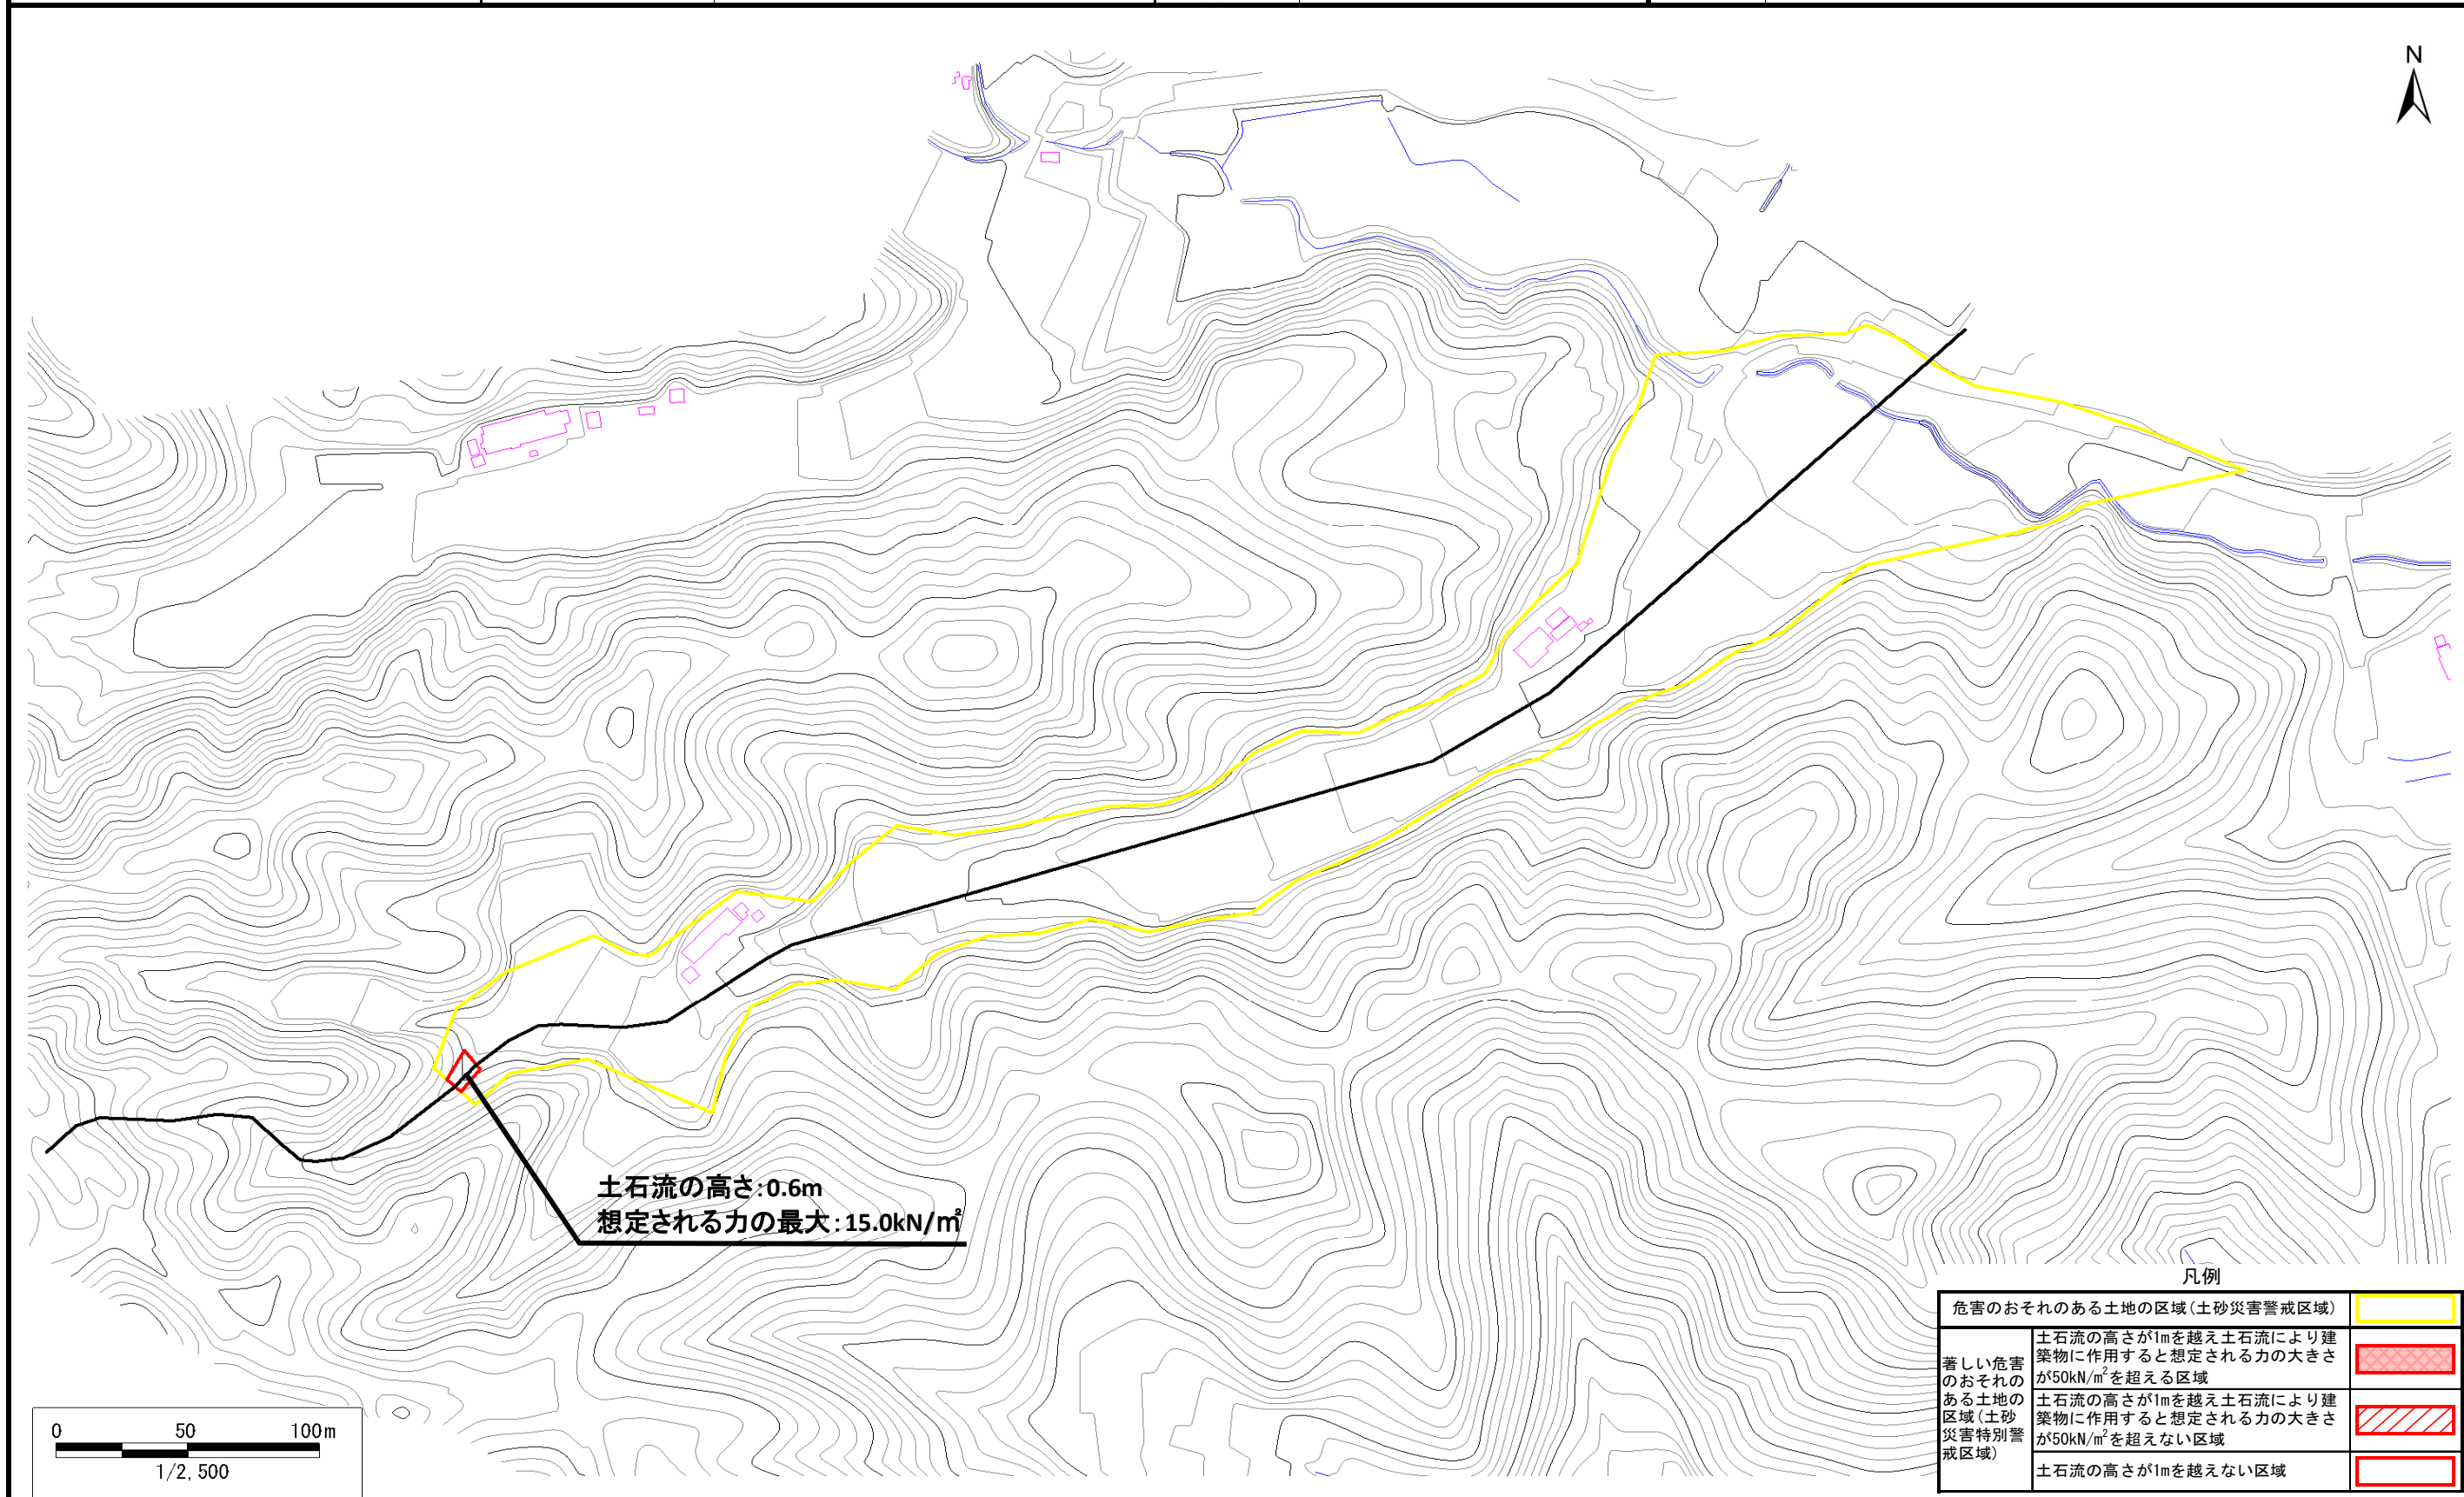 N
土石流の高さ:0.6m
想定される力の最大:15.0kN/㎡
凡例
危害のおそれのある土地の区域(土砂災害警戒区域)
著しい危害
のおそれの
ある土地の
区域(土砂
災害特別警
戒区域)
土石流の高さが1mを越え土石流により建
築物に作用すると想定される力の大きさ
が50kN/m²を超える区域
土石流の高さが1mを越え土石流により建
築物に作用すると想定される力の大きさ
が50kN/m²を超えない区域
土石流の高さが1mを越えない区域
0 50 100m
1/2,500